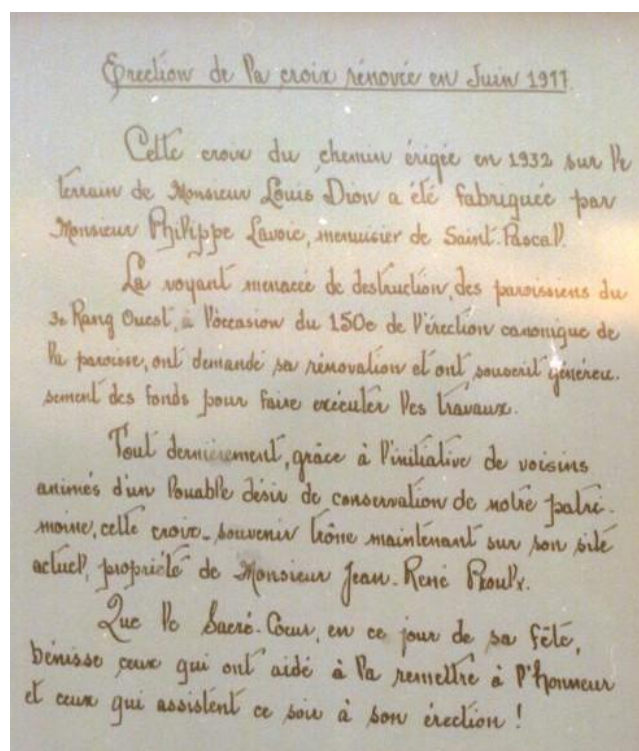 Érection de la croix rénovée en Juin 1977
Cette croix du chemin érigée en 1932 sur le
terrain de Monsieur Louis Dion a été fabriquée par
Monsieur Philippe Lavoie, menuisier de Saint-Pascal.
La voyant menacée de destruction, des paroissiens du
3e Rang Ouest, à l'occasion du 150e de l'érection canonique de
la paroisse, ont demandé sa rénovation et ont souscrit généreu-
sement des fonds pour faire exécuter les travaux.
Tout dernièrement, grâce à l'initiative de voisins
animés d'un louable désir de conservation de notre patri-
moine, cette croix-souvenir trône maintenant sur son site
actuel, propriété de Monsieur Jean-René Proulx.
Que le Sacré-Coeur, en ce jour de sa fête,
bénisse ceux qui ont aidé à la remettre à l'honneur
et ceux qui assistent ce soir à son érection !